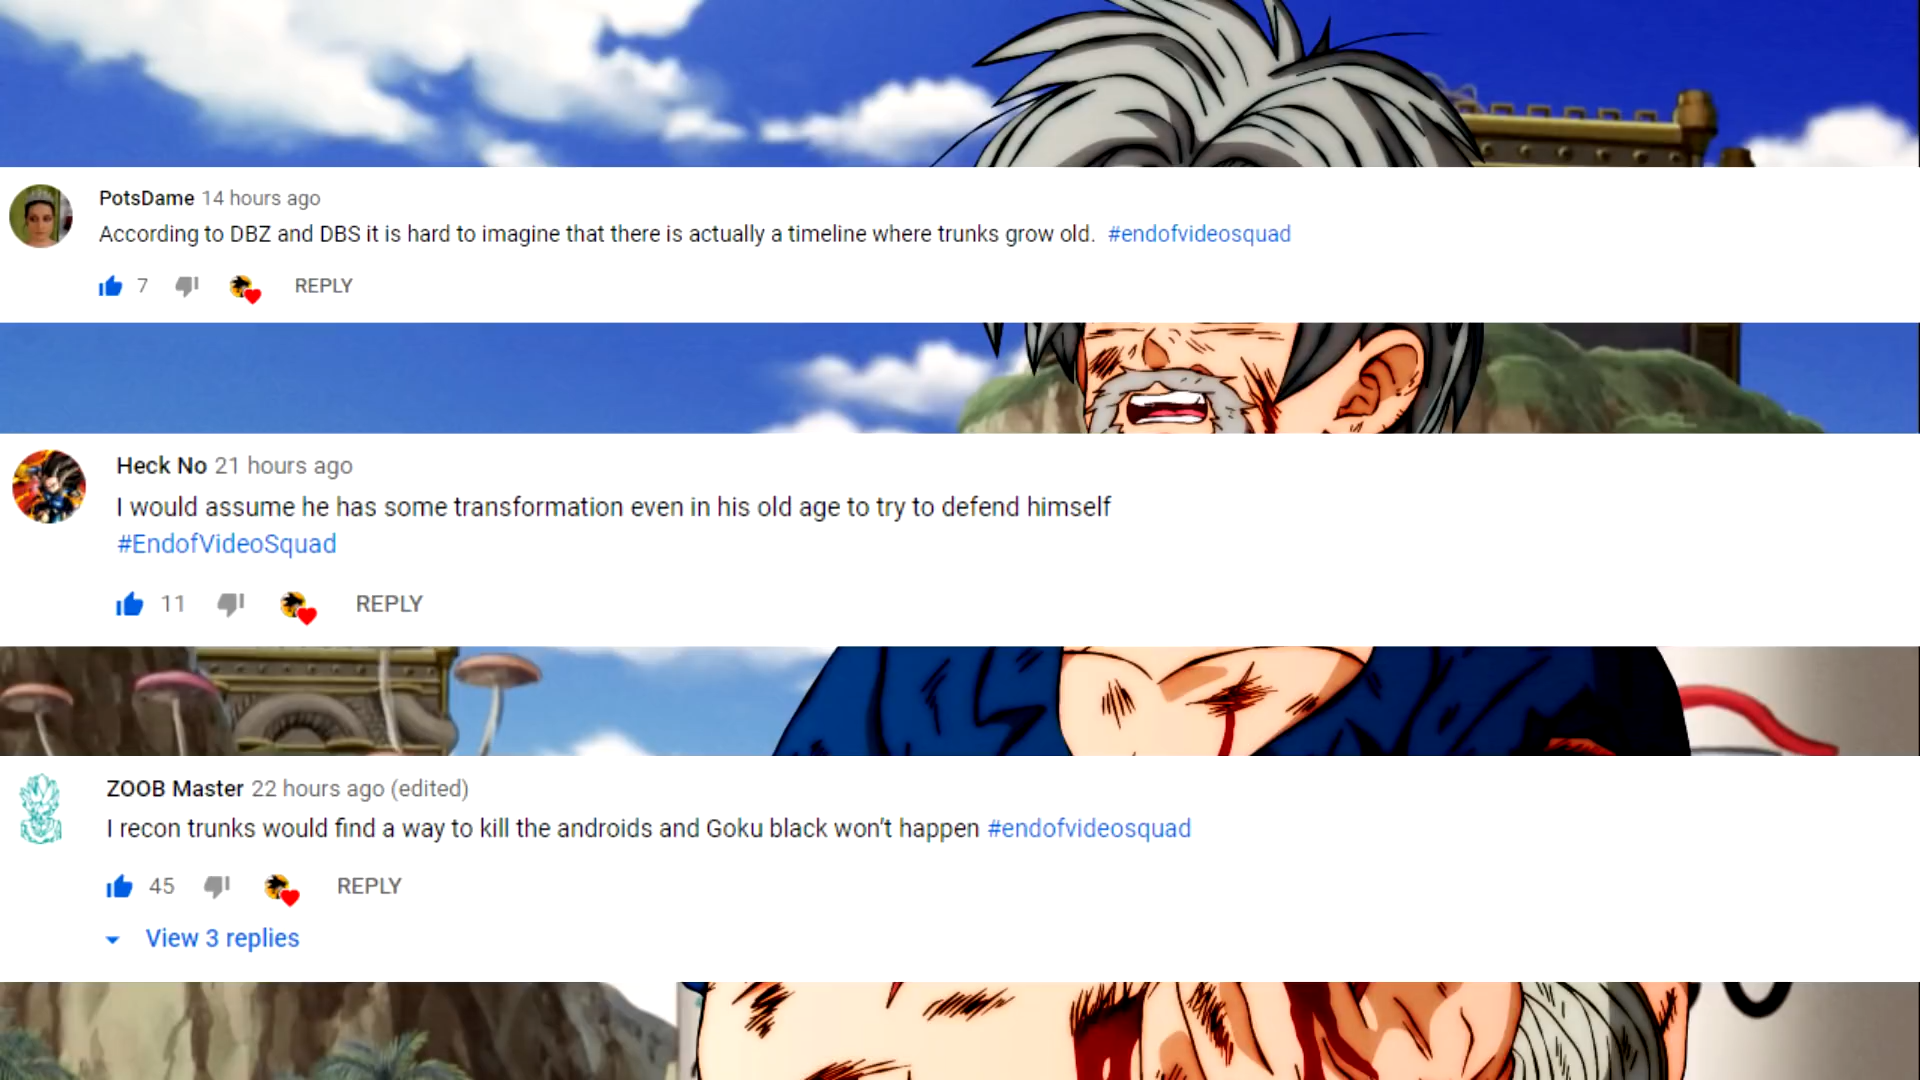 PotsDame 14 hours ago
According to DBZ and DBS it is hard to imagine that there is actually a timeline where trunks grow old. #endofvideosquad
7 REPLY
Heck No 21 hours ago
I would assume he has some transformation even in his old age to try to defend himself
#EndofVideoSquad
11 REPLY
ZOOB Master 22 hours ago (edited)
I recon trunks would find a way to kill the androids and Goku black won't happen #endofvideosquad
45 REPLY
View 3 replies